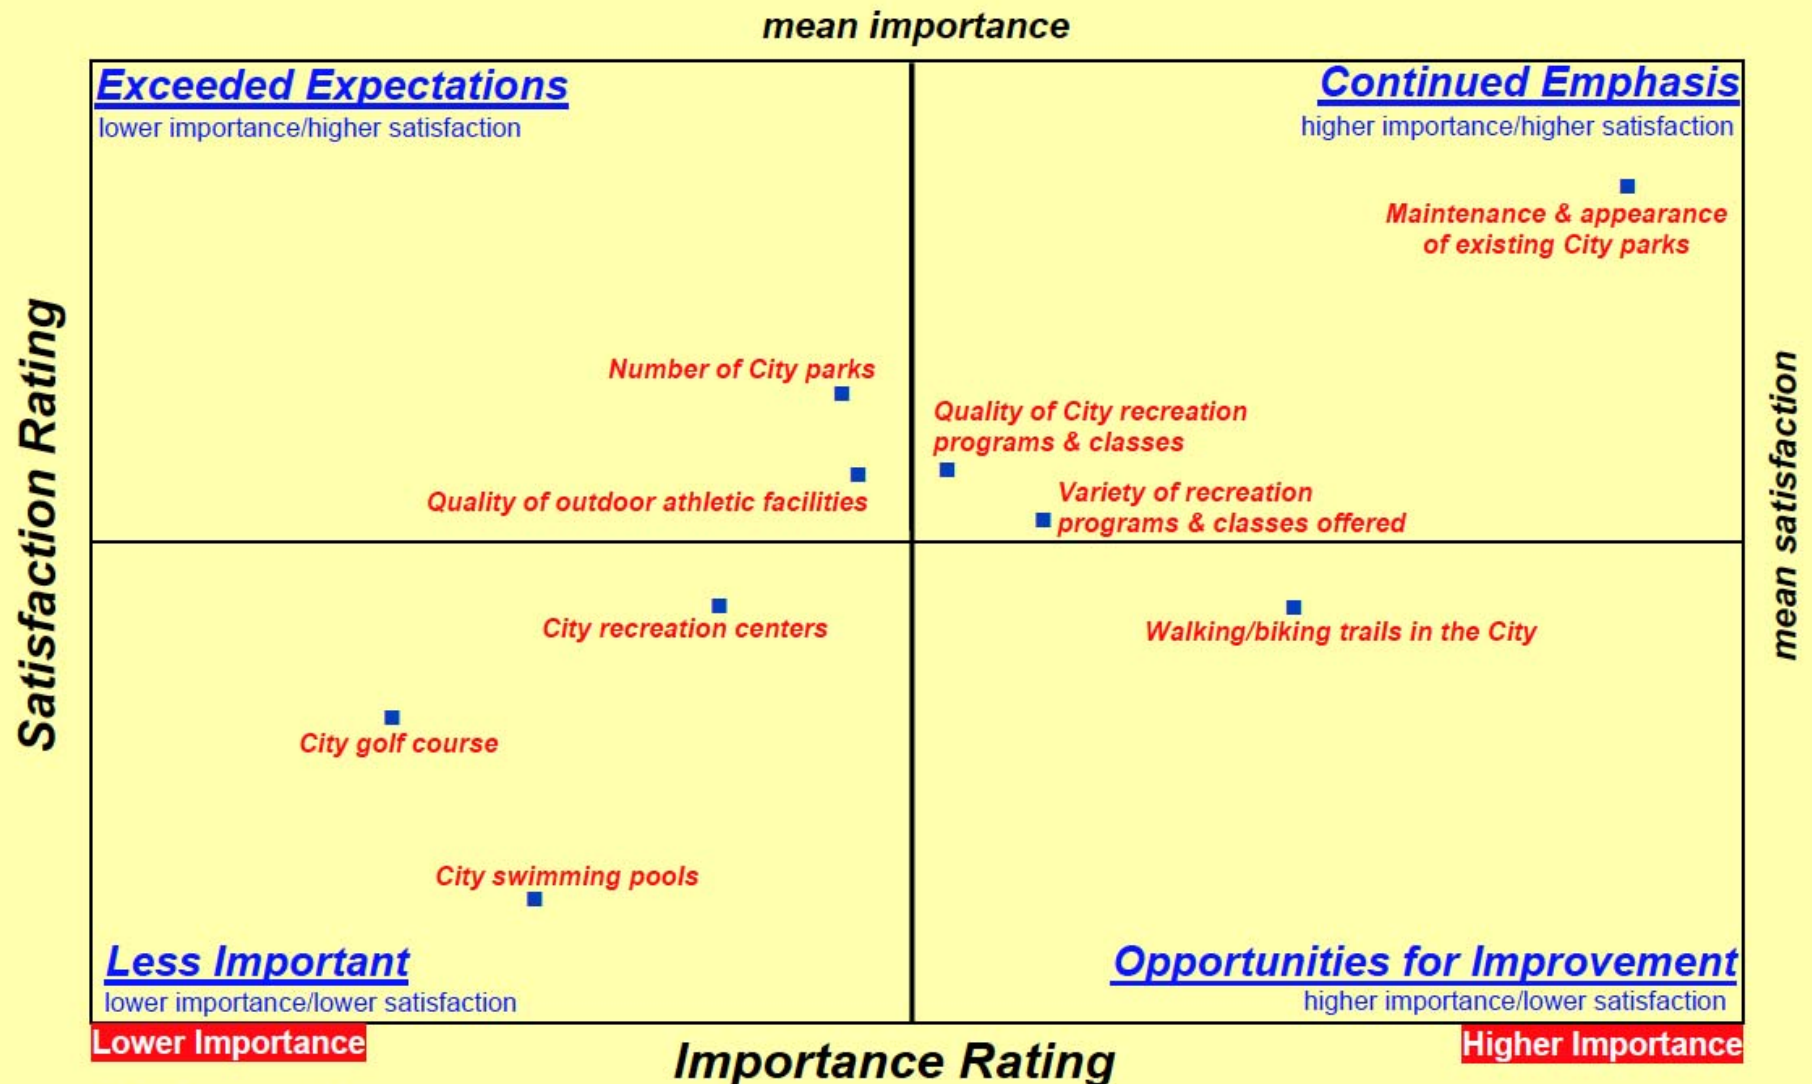 mean importance
Exceeded Expectations
lower importance/higher satisfaction
Continued Emphasis
higher importance/higher satisfaction
Maintenance & appearance
of existing City parks
Number of City parks
Quality of City recreation
programs & classes
Quality of outdoor athletic facilities
Variety of recreation
programs & classes offered
Satisfaction Rating
mean satisfaction
City recreation centers
Walking/biking trails in the City
City golf course
City swimming pools
Less Important
lower importance/lower satisfaction
Opportunities for Improvement
higher importance/lower satisfaction
Lower Importance
Importance Rating
Higher Importance